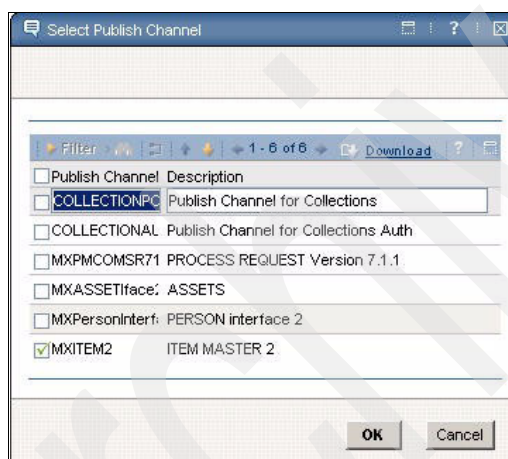 Select Publish Channel ?
Filter 1 - 6 of 6 Download ?
Publish Channel Description
COLLECTIONPO Publish Channel for Collections
COLLECTIONAL Publish Channel for Collections Auth
MXPMCOMSR71 PROCESS REQUEST Version 7.1.1
MXASSETIface2 ASSETS
MXPersonInterf PERSON interface 2
MXITEM2 ITEM MASTER 2
OK Cancel